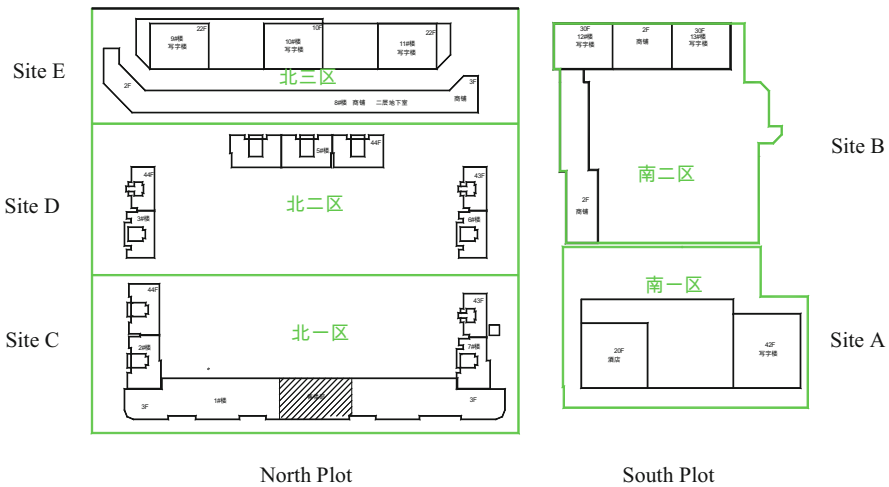 22F
10F
22F
30F
2F
30F
9#楼
10#楼
11#楼
12#楼
商铺
13#楼
写字楼
写字楼
写字楼
写字楼
写字楼
Site E
北三区
2F
3F
8#楼 商铺 二层地下室
商铺
44F
5#楼
44F
Site B
44F
43F
南二区
Site D
3#楼
北二区
6#楼
2F
商铺
44F
43F
南一区
Site C
2#楼
北一区
7#楼
Site A
20F
酒店
42F
写字楼
3F
1#楼
3F
North Plot
South Plot